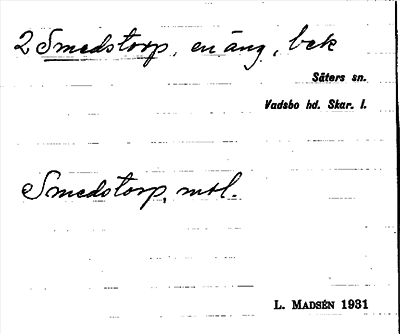 2 Smedstorp, en äng, bek
Säters sn.
Vadsbo hd. Skar. l.
Smedstorp, mtl.
L. Madsén 1931